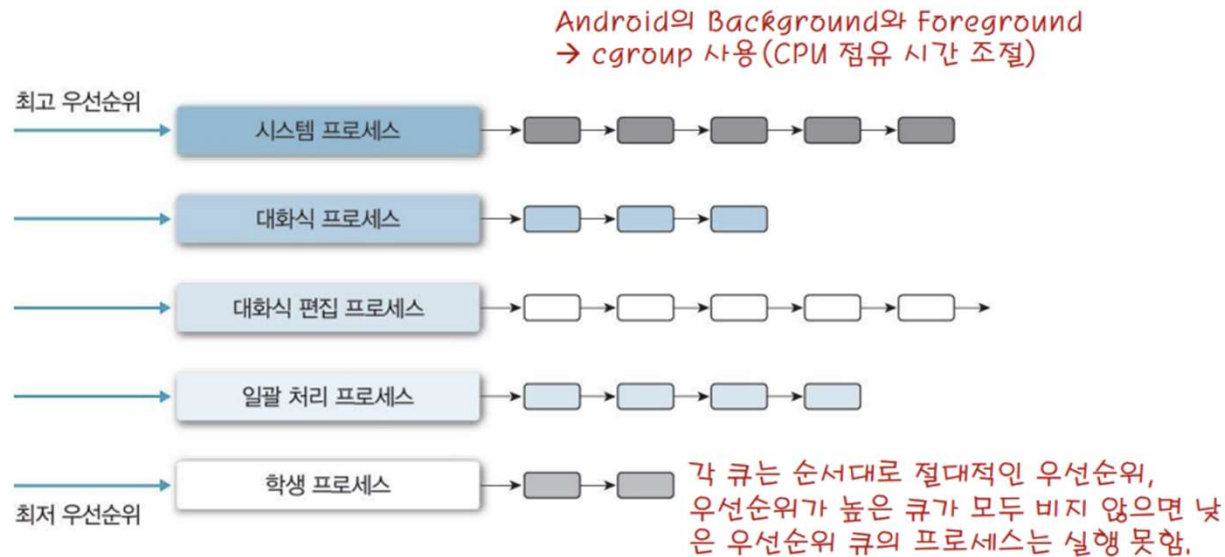 Android의 Background와 Foreground
→ cgroup 사용(CPU 점유 시간 조절)
최고 우선순위
시스템 프로세스
대화식 프로세스
대화식 편집 프로세스
일괄 처리 프로세스
학생 프로세스
최저 우선순위
각 큐는 순서대로 절대적인 우선순위,
우선순위가 높은 큐가 모두 비지 않으면 낮
은 우선순위 큐의 프로세스는 실행 못함.